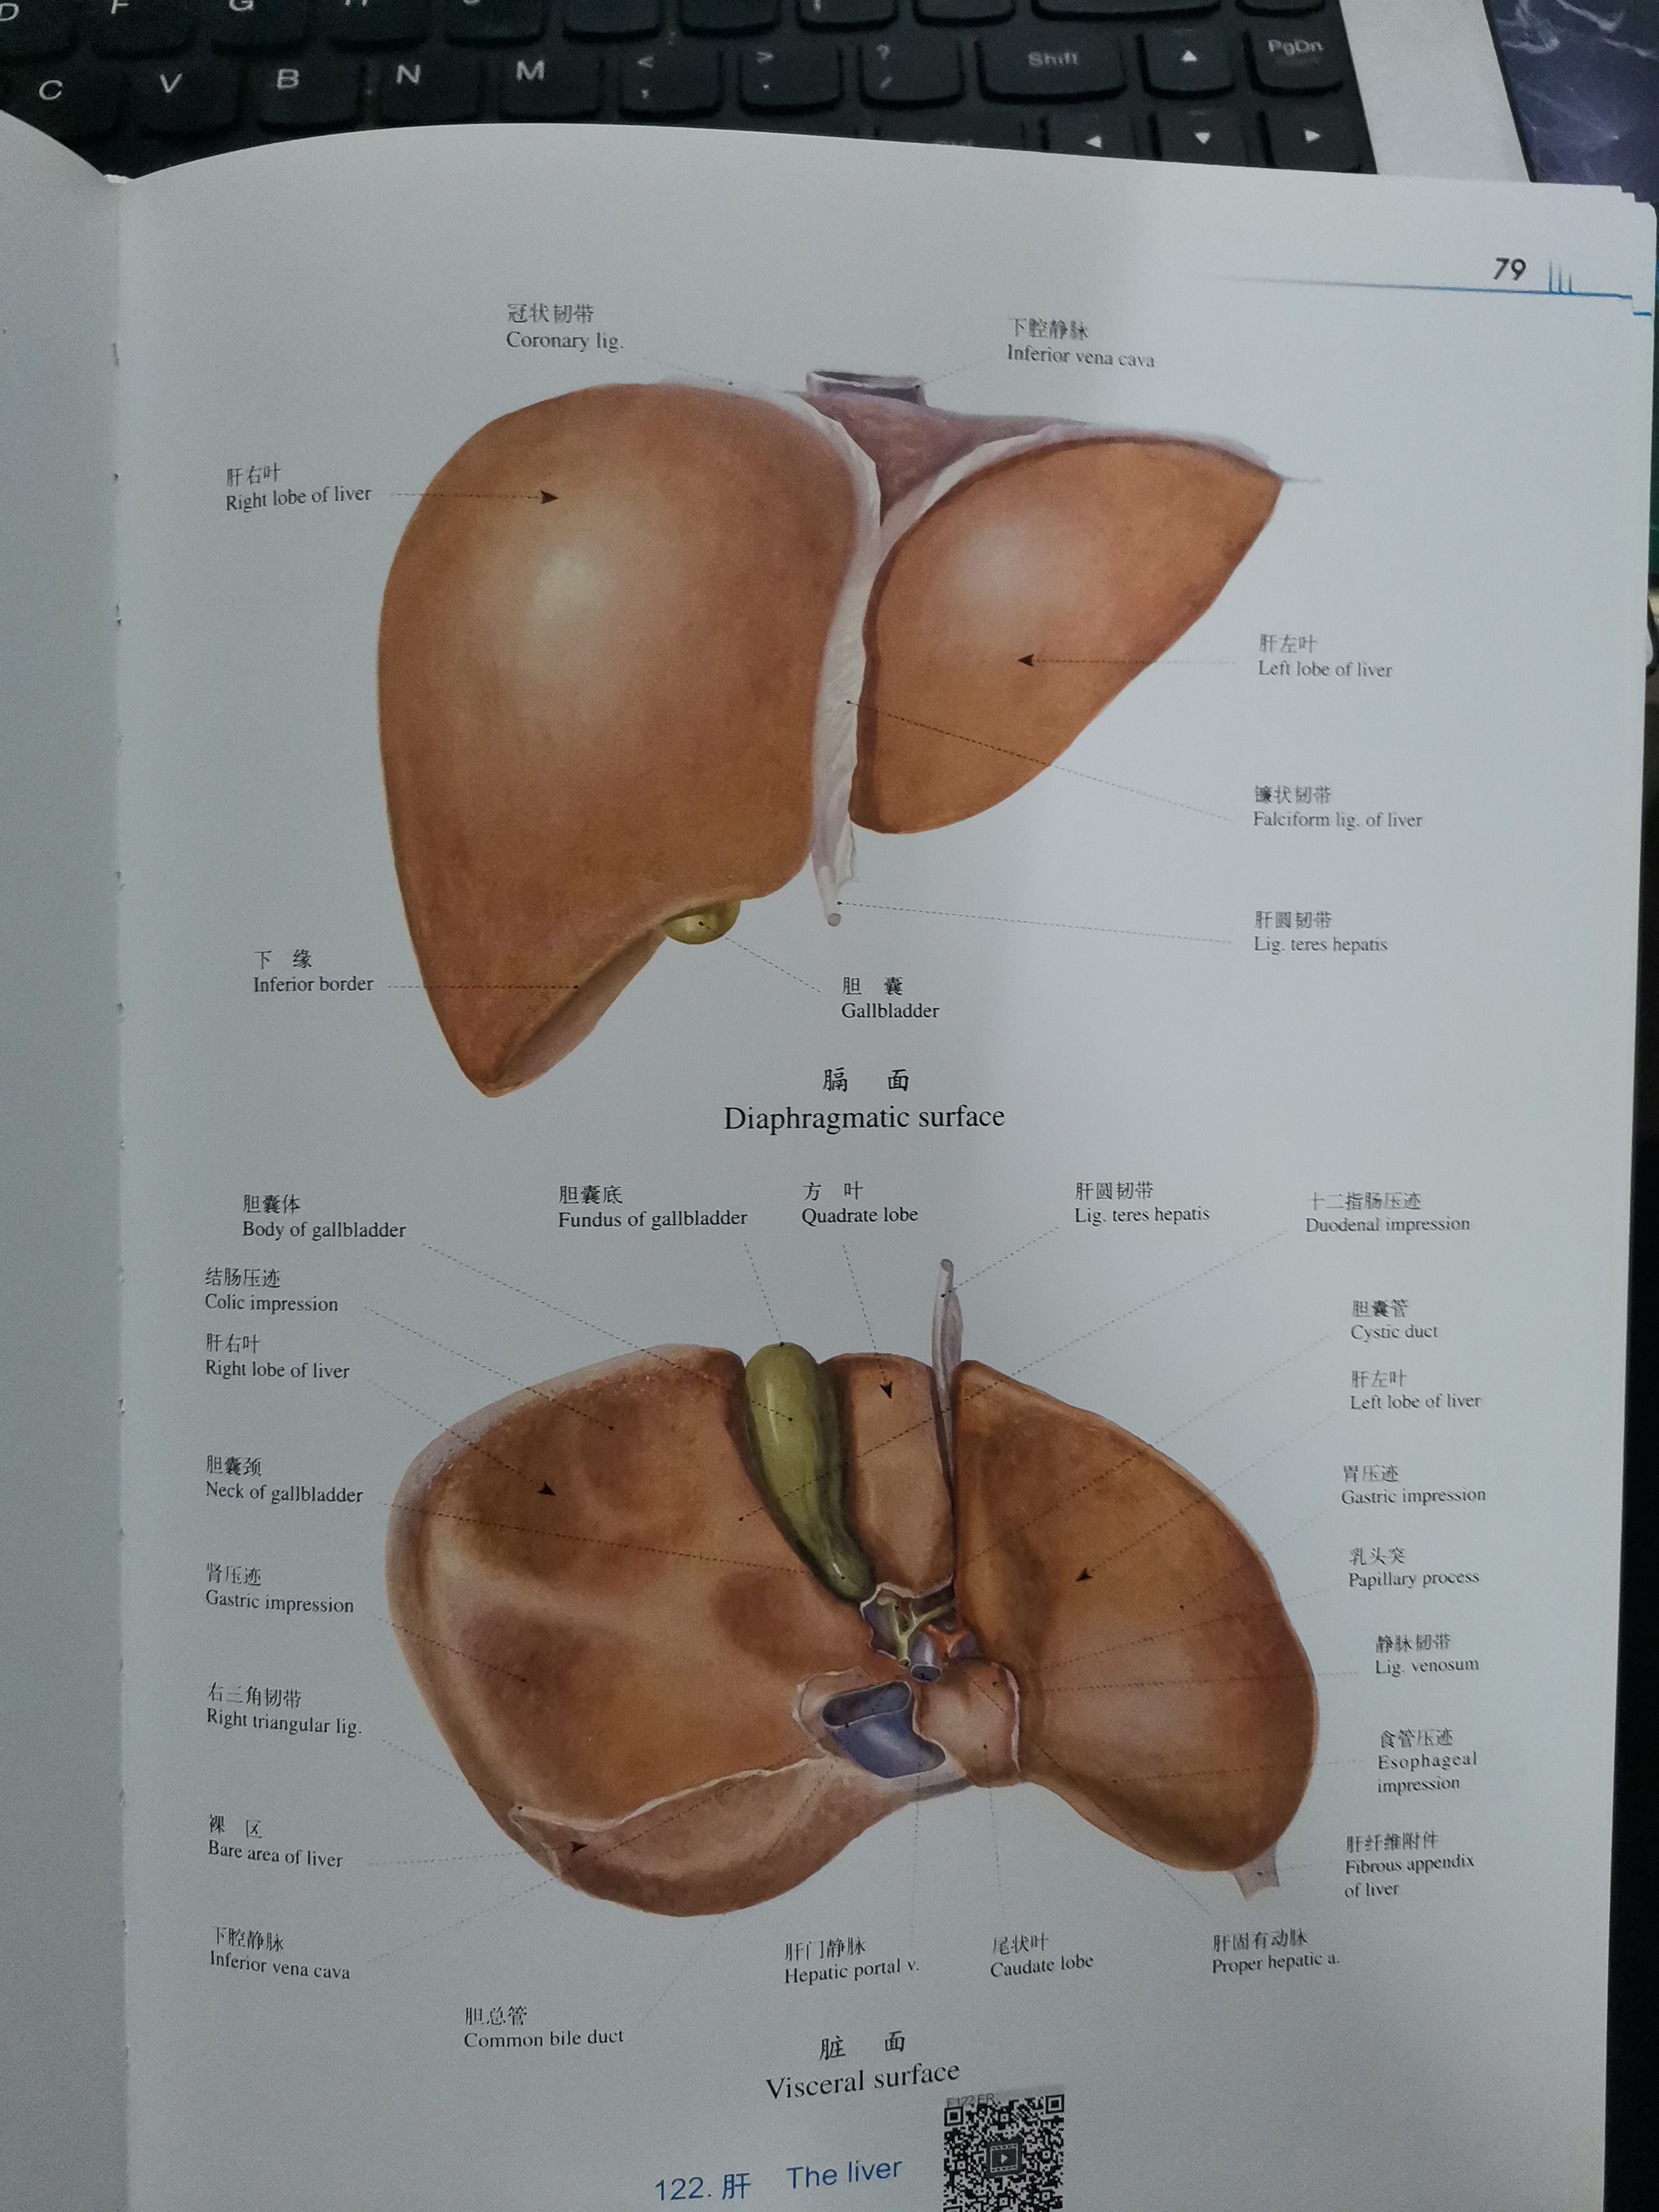 D F G H
C V B N M < , > . ? / Shift PgDn
79
冠状韧带
Coronary lig.
下腔静脉
Inferior vena cava
肝右叶
Right lobe of liver
肝左叶
Left lobe of liver
镰状韧带
Falciform lig. of liver
肝圆韧带
Lig. teres hepatis
下 缘
Inferior border
胆 囊
Gallbladder
膈 面
Diaphragmatic surface
胆囊体
Body of gallbladder
胆囊底
Fundus of gallbladder
方 叶
Quadrate lobe
肝圆韧带
Lig. teres hepatis
十二指肠压迹
Duodenal impression
结肠压迹
Colic impression
胆囊管
Cystic duct
肝右叶
Right lobe of liver
肝左叶
Left lobe of liver
胆囊颈
Neck of gallbladder
胃压迹
Gastric impression
肾压迹
Gastric impression
乳头突
Papillary process
静脉韧带
Lig. venosum
右三角韧带
Right triangular lig.
食管压迹
Esophageal
impression
裸 区
Bare area of liver
肝纤维附件
Fibrous appendix
of liver
下腔静脉
Inferior vena cava
肝门静脉
Hepatic portal v.
尾状叶
Caudate lobe
肝固有动脉
Proper hepatic a.
胆总管
Common bile duct
脏 面
Visceral surface
122. 肝 The liver